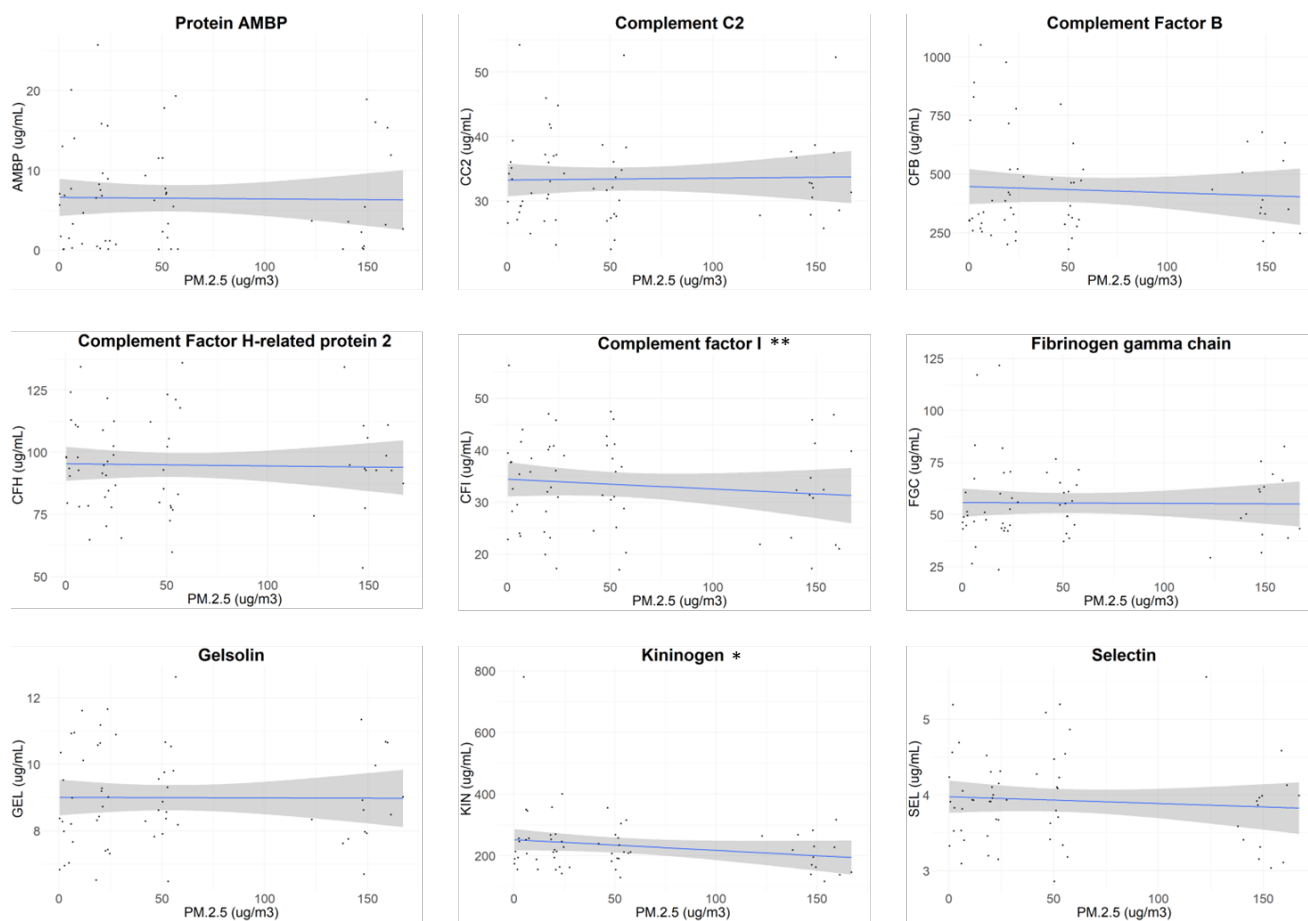 Protein AMBP
AMBP (ug/mL)
20
10
0
0 50 100 150
PM.2.5 (ug/m3)
Complement C2
CC2 (ug/mL)
50
40
30
0 50 100 150
PM.2.5 (ug/m3)
Complement Factor B
CFB (ug/mL)
1000
750
500
250
0 50 100 150
PM.2.5 (ug/m3)
Complement Factor H-related protein 2
CFH (ug/mL)
125
100
75
50
0 50 100 150
PM.2.5 (ug/m3)
Complement factor I **
CFI (ug/mL)
50
40
30
20
0 50 100 150
PM.2.5 (ug/m3)
Fibrinogen gamma chain
FGC (ug/mL)
125
100
75
50
25
0 50 100 150
PM.2.5 (ug/m3)
Gelsolin
GEL (ug/mL)
12
10
8
0 50 100 150
PM.2.5 (ug/m3)
Kininogen *
KIN (ug/mL)
800
600
400
200
0 50 100 150
PM.2.5 (ug/m3)
Selectin
SEL (ug/mL)
5
4
3
0 50 100 150
PM.2.5 (ug/m3)